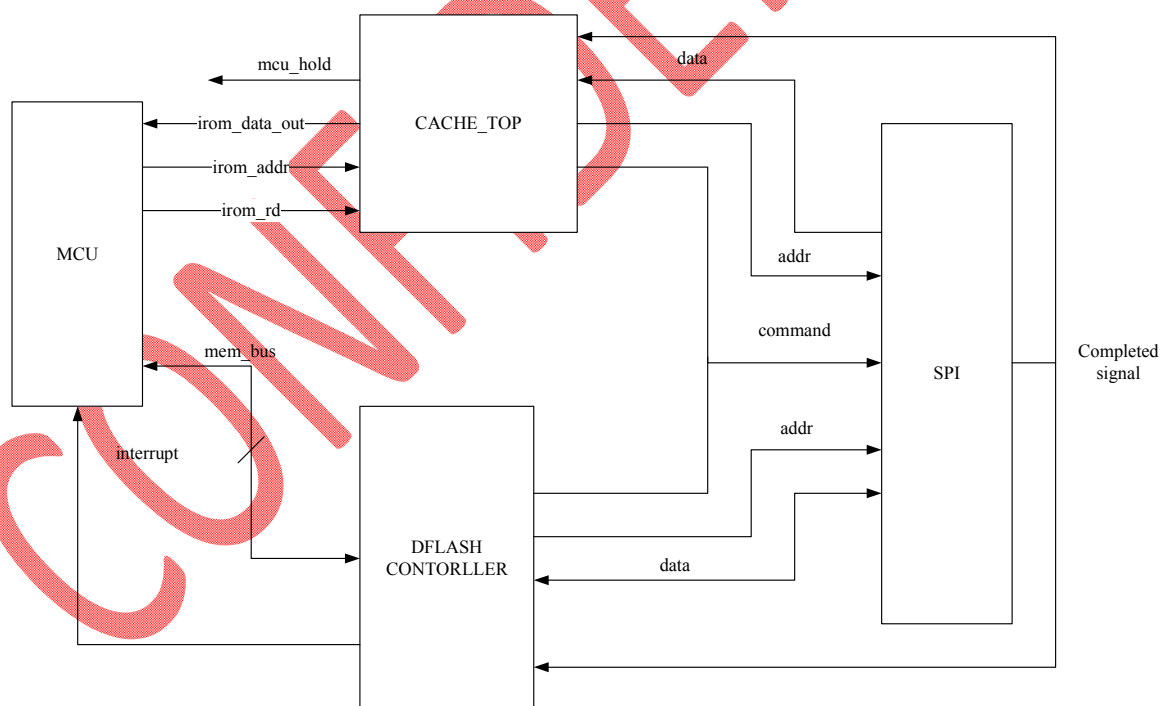 mcu_hold
data
irom_data_out
CACHE_TOP
irom_addr
irom_rd
MCU
addr
command
mem_bus
SPI
Completed
signal
addr
interrupt
DFLASH
CONTORLLER
data